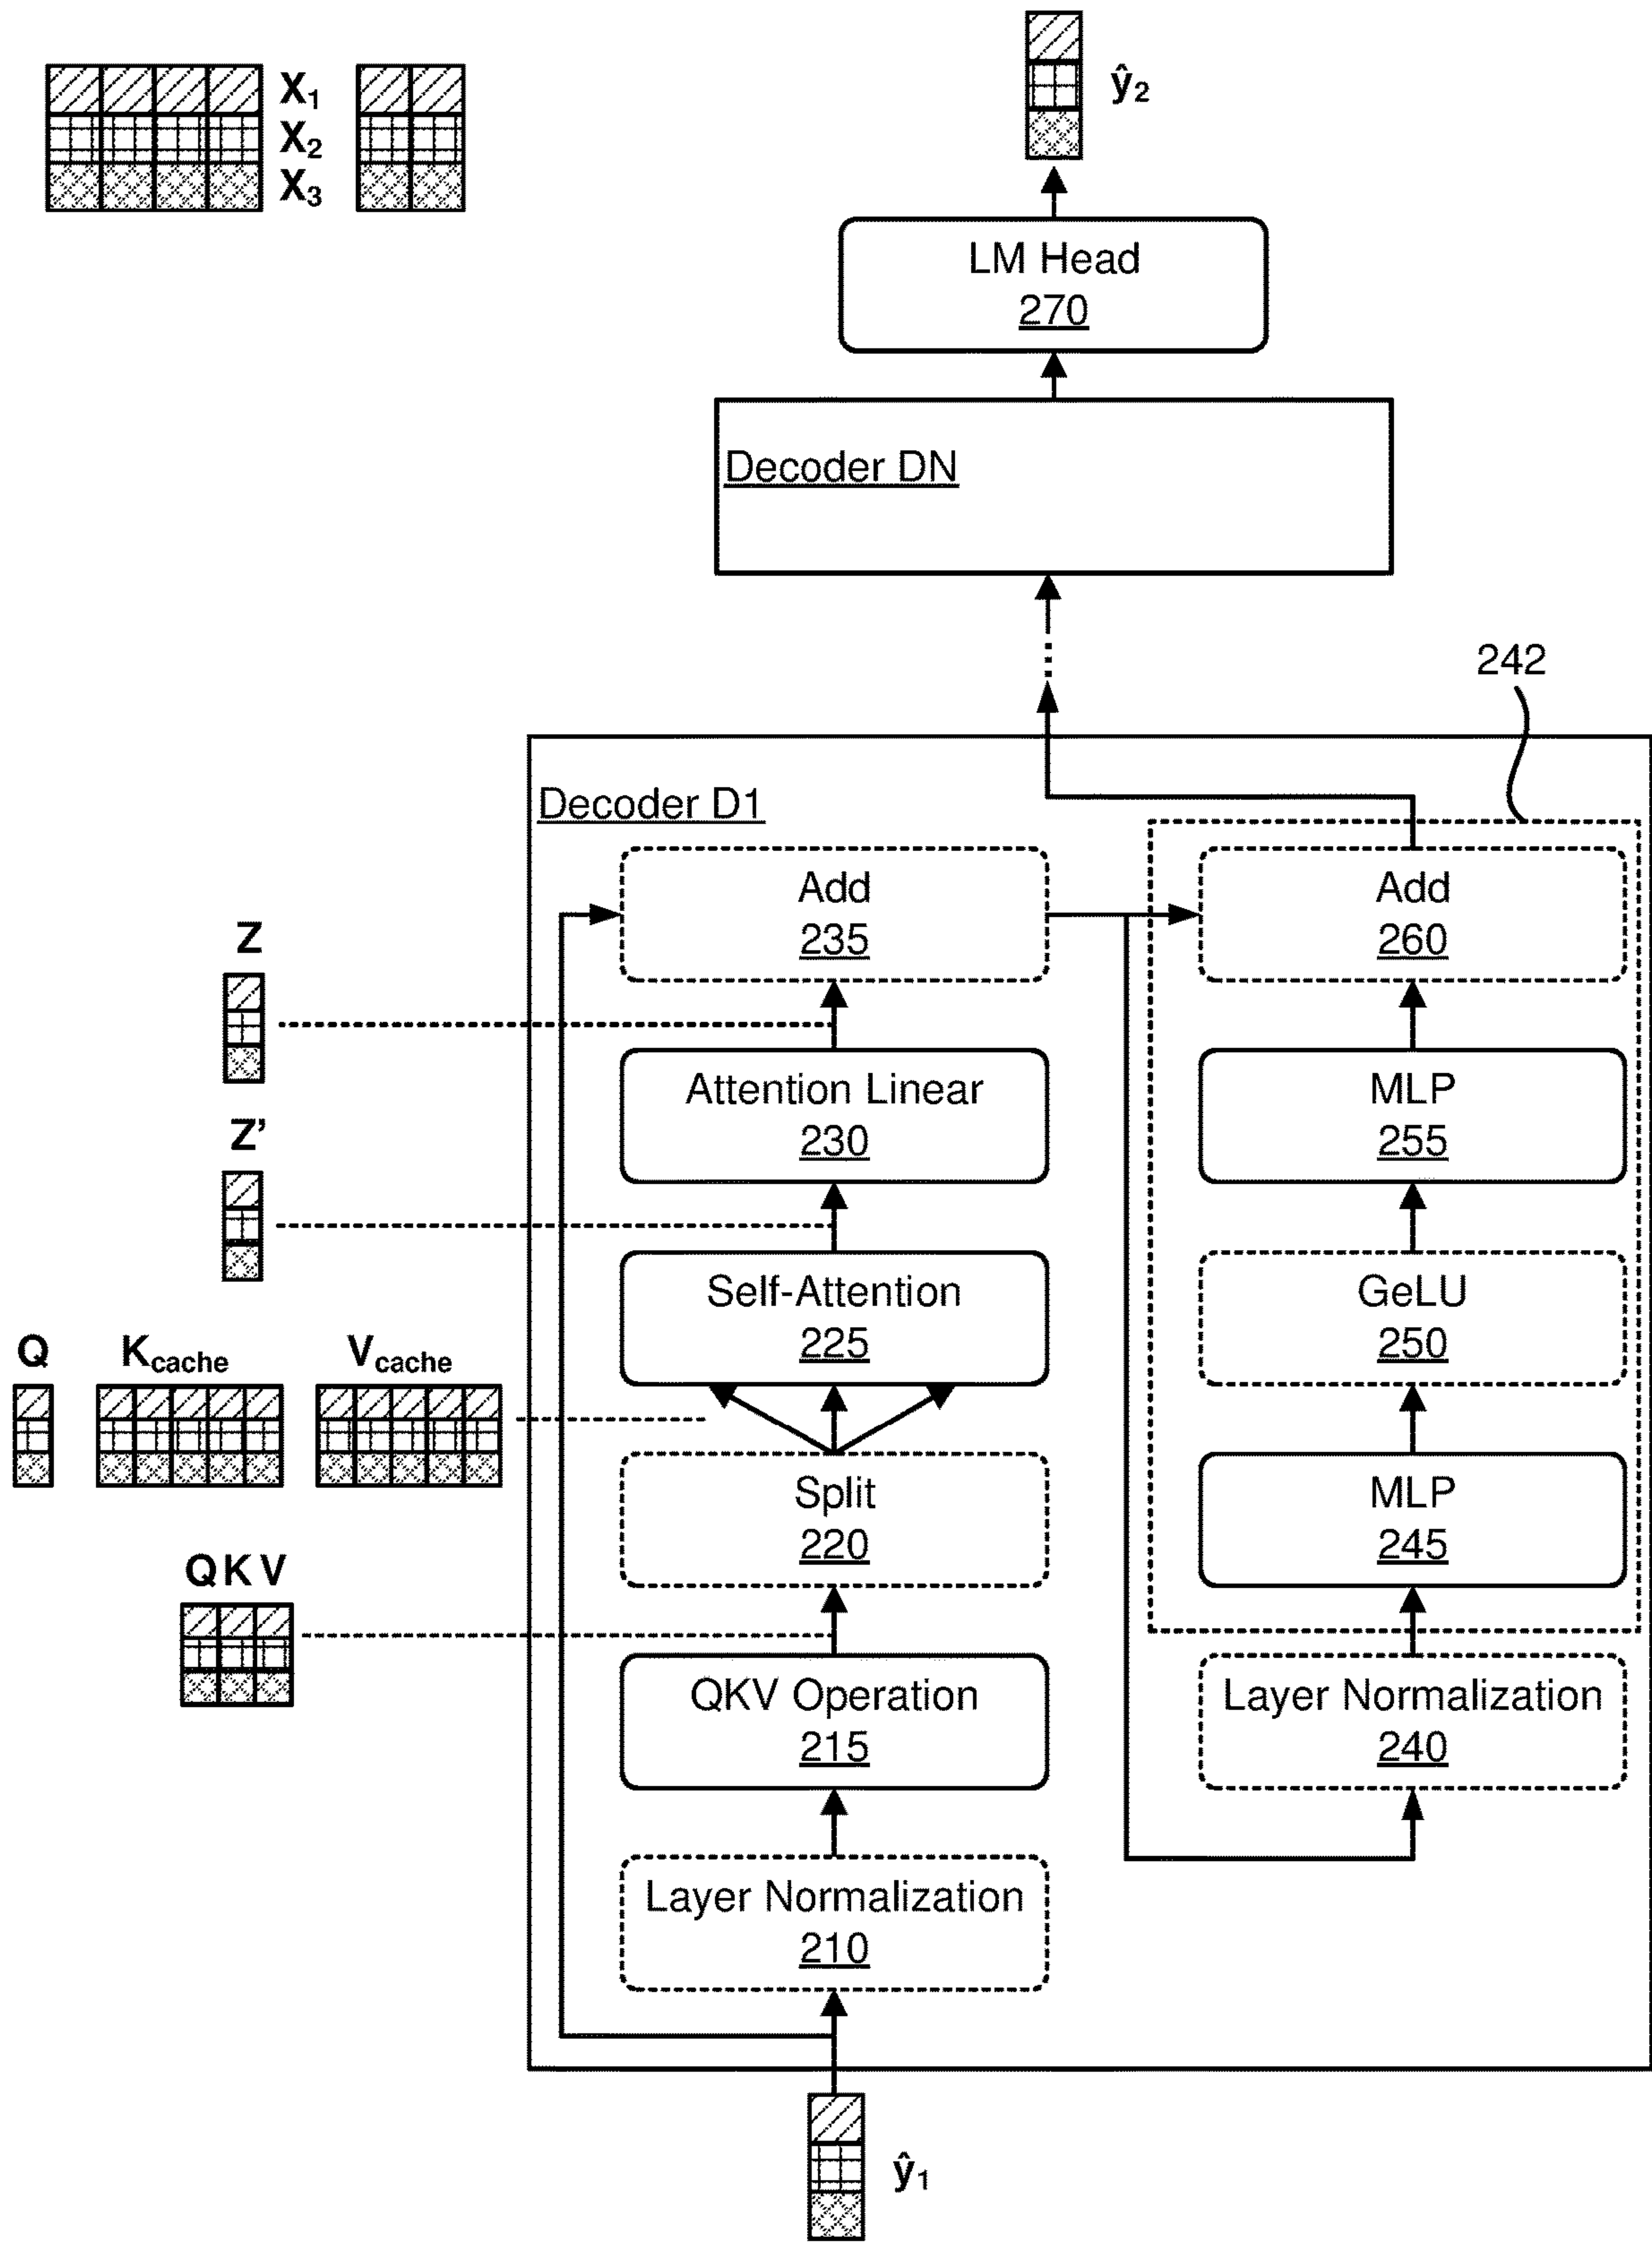 X1
X2
X3
ŷ2
LM Head
270
Decoder DN
242
Decoder D1
Add
235
Add
260
Z
Attention Linear
230
MLP
255
Z'
Self-Attention
225
GeLU
250
Q Kcache Vcache
Split
220
MLP
245
Q K V
QKV Operation
215
Layer Normalization
240
Layer Normalization
210
ŷ1